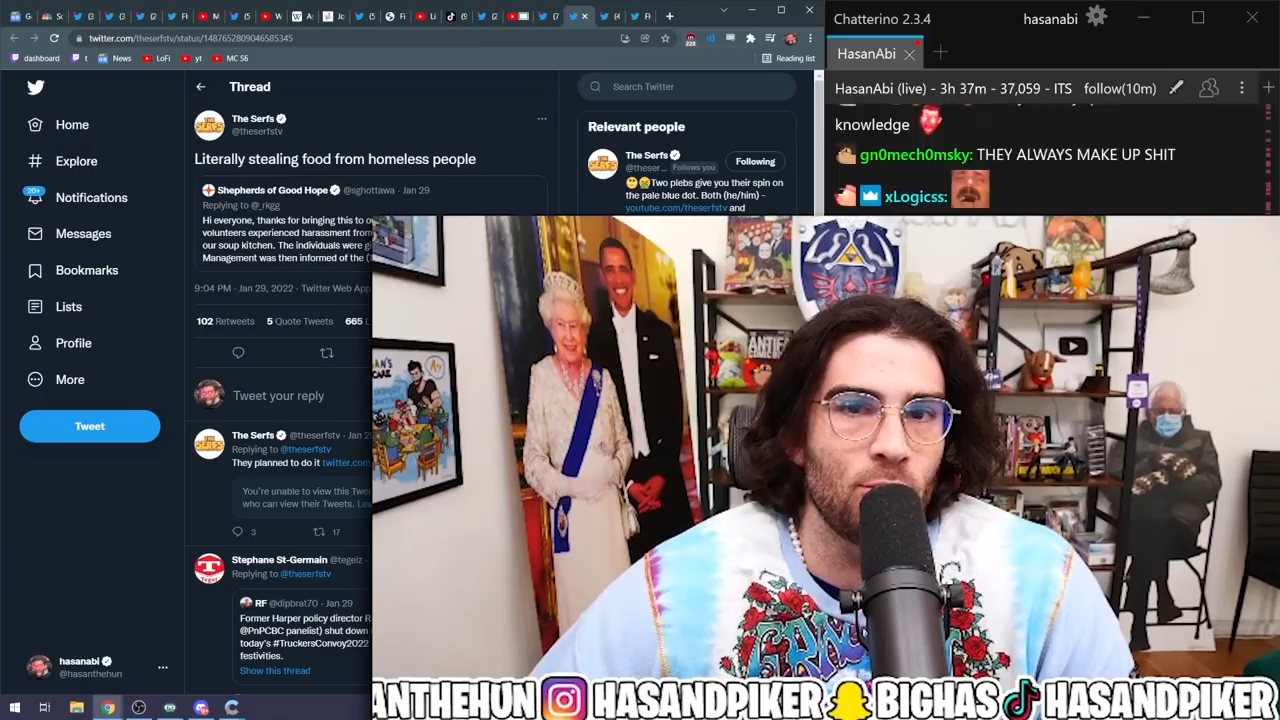 twitter.com/theserfstv/status/1487652809046585345
228
dashboard
t
News
LoFi
yt
MC S6
Reading list
Home
Explore
20+
Notifications
Messages
Bookmarks
Lists
Profile
More
Tweet
hasanabi
@hasanthehun
Thread
The Serfs
@theserfstv
Literally stealing food from homeless people
Shepherds of Good Hope @sghottawa · Jan 29
Replying to @_rkgg
Hi everyone, thanks for bringing this to
volunteers experienced harassment from
our soup kitchen. The individuals were
Management was then informed of the
9:04 PM · Jan 29, 2022 · Twitter Web App
102 Retweets 5 Quote Tweets 665
Tweet your reply
The Serfs @theserfstv · Jan
Replying to @theserfstv
They planned to do it twitter.com
You're unable to view this
who can view their Tweets.
3 17
Stephane St-Germain @tegelz
Replying to @theserfstv
Tegel
RF @dipbrat70 · Jan 29
Former Harper policy director
@PnPCBC panelist) shut down
today's #TruckersConvoy2022
festivities.
Show this thread
Search Twitter
Relevant people
The Serfs
@theser... Follows you
Following
Two plebs give you their spin on
the pale blue dot. Both (he/him) -
youtube.com/theserfstv and
Chatterino 2.3.4
hasanabi
HasanAbi
HasanAbi (live) - 3h 37m - 37,059 - ITS follow(10m)
knowledge
gn0mech0msky: THEY ALWAYS MAKE UP SHIT
xLogicss:
ANTIFA
ANTHEHUN HASANDPIKER BIGHAS HASANDPIKER